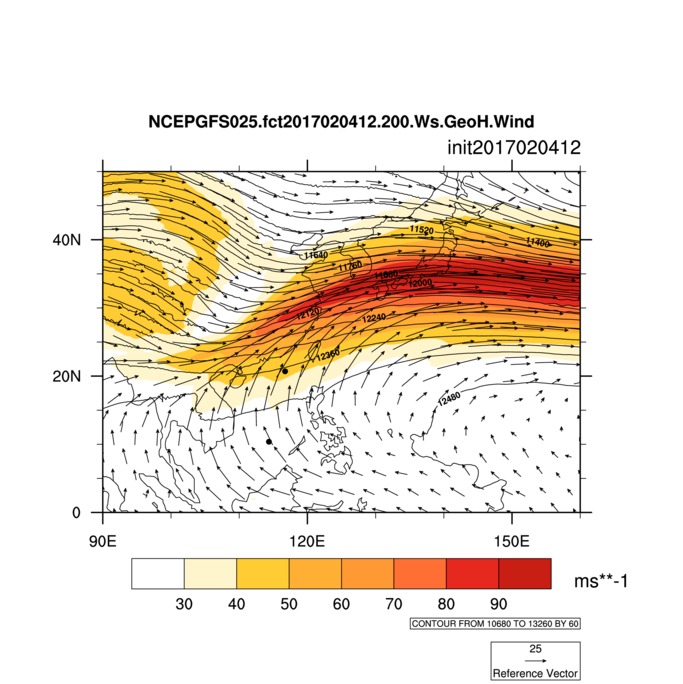 NCEPGFS025.fct2017020412.200.Ws.GeoH.Wind
init2017020412
11520
11400
40N
11640
11760
11880
12000
12120
12240
12360
20N
12480
0
90E 120E 150E
ms**-1
30 40 50 60 70 80 90
CONTOUR FROM 10680 TO 13260 BY 60
25
Reference Vector